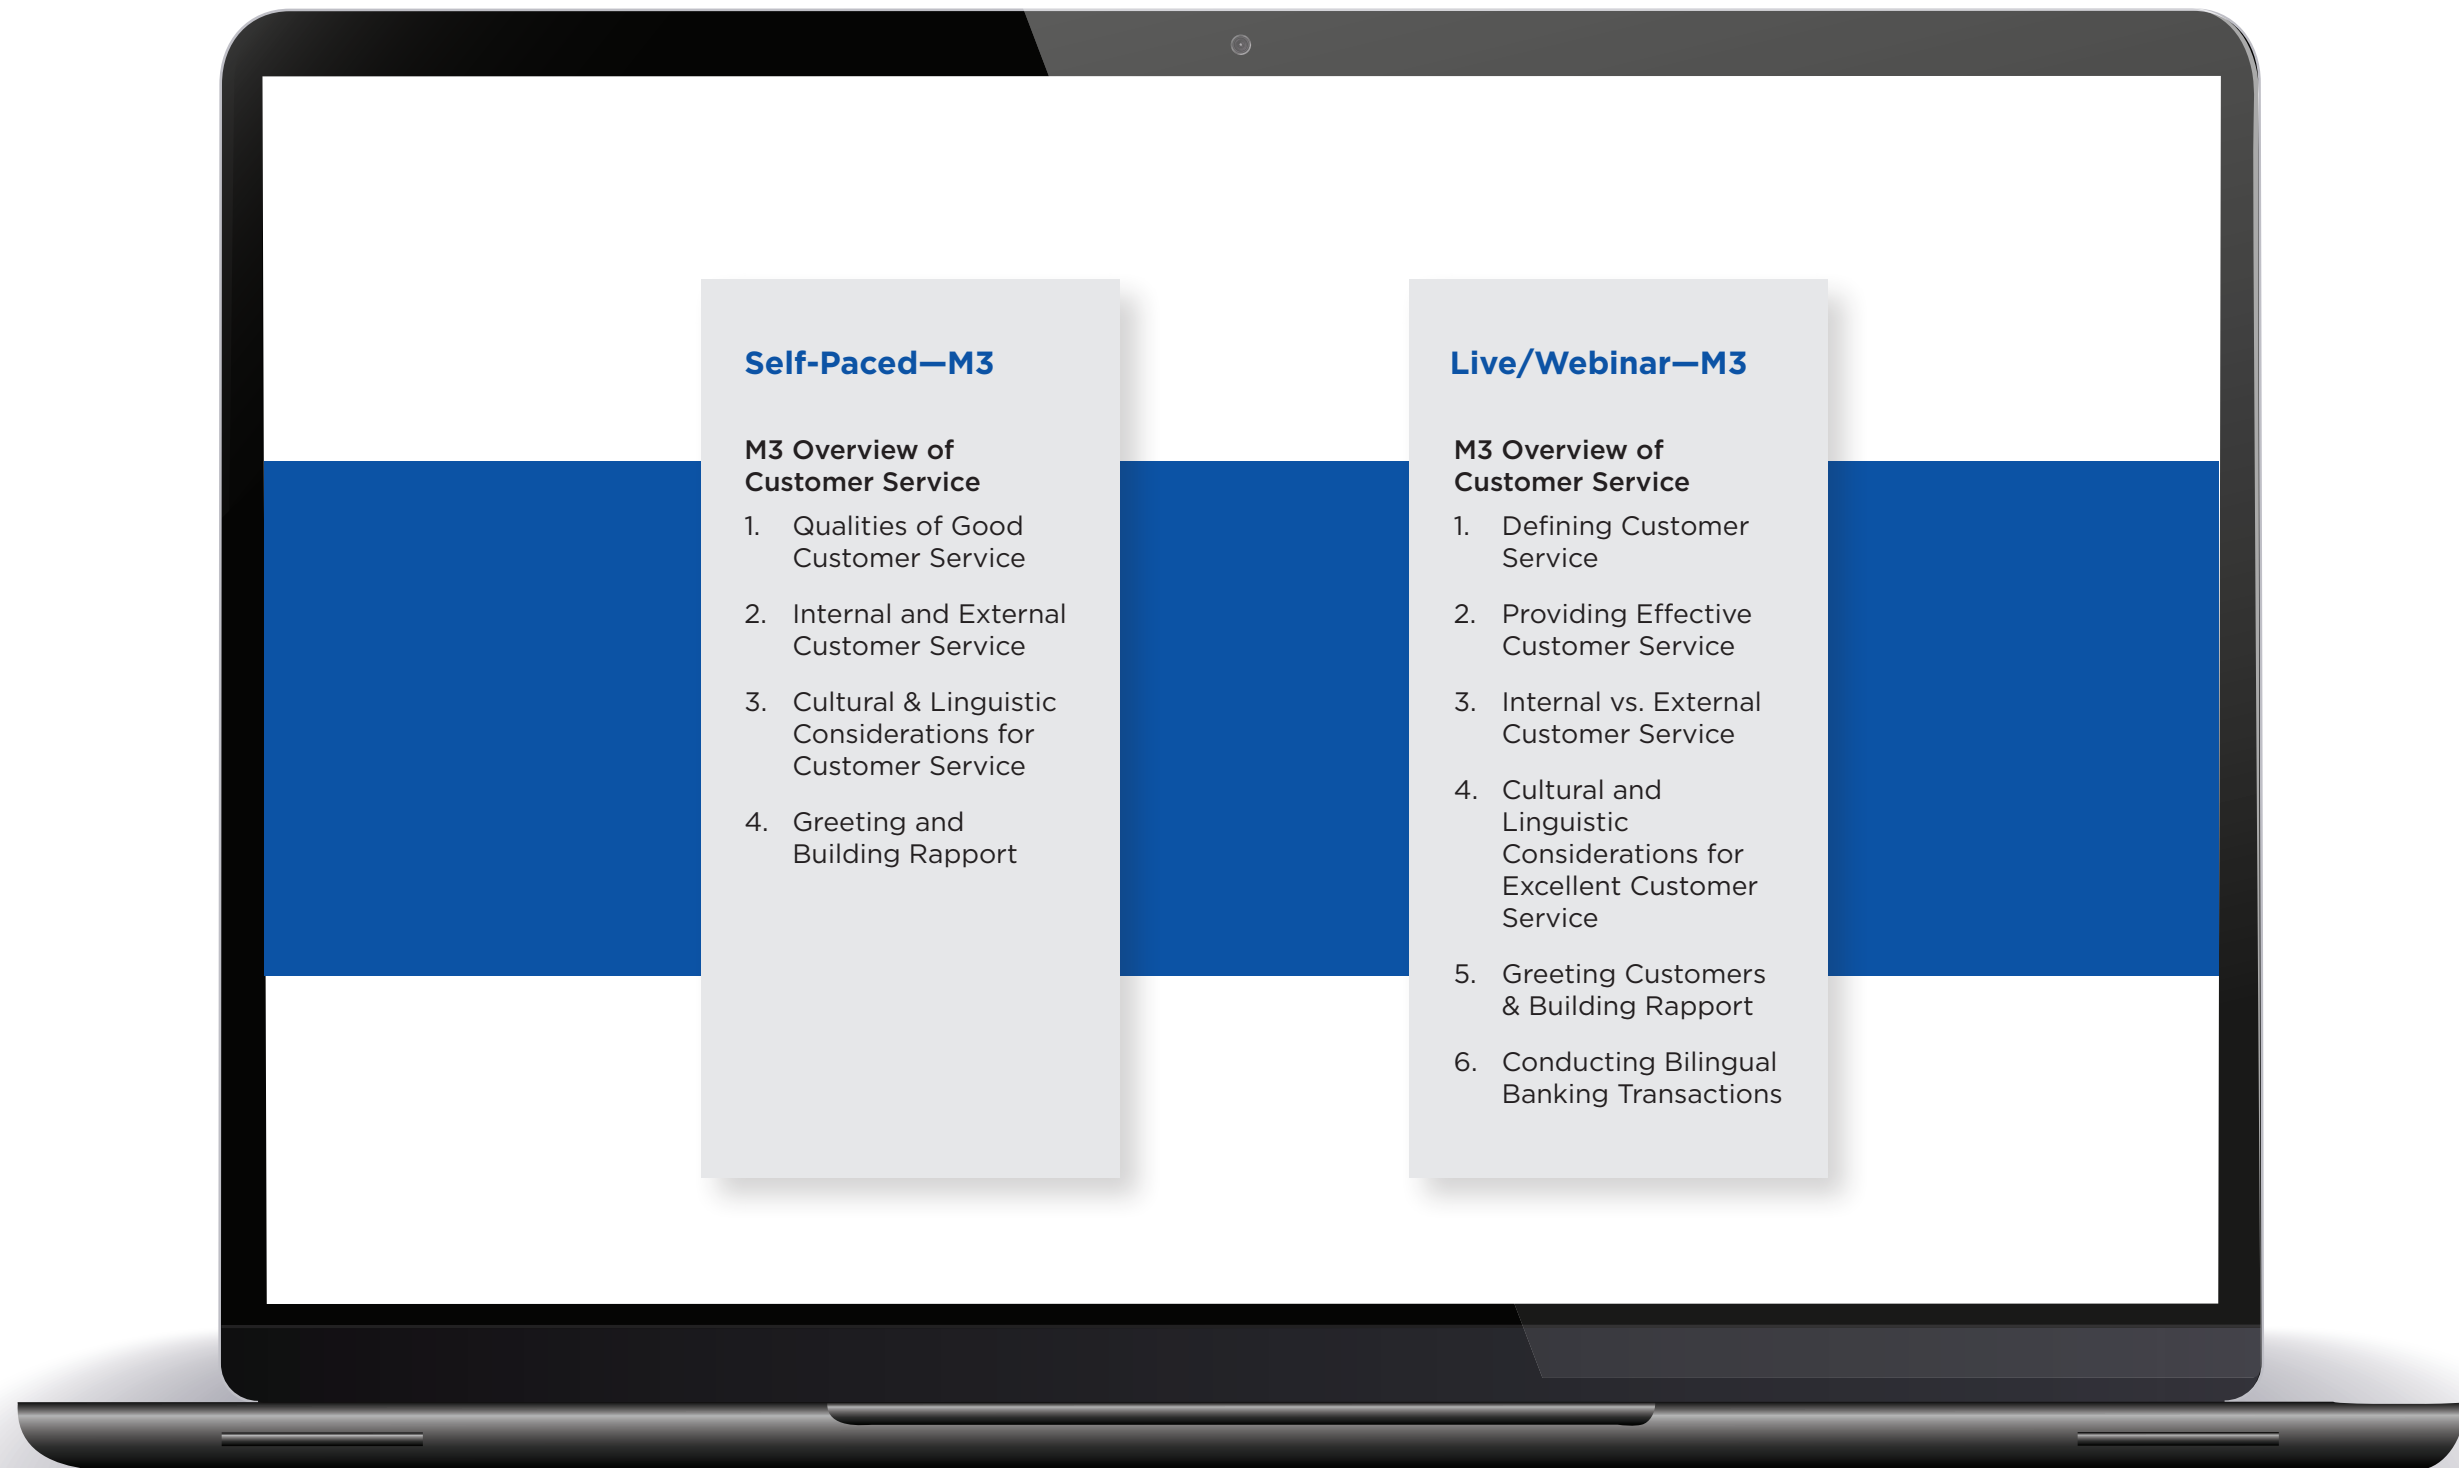 Self-Paced—M3
M3 Overview of
Customer Service
1. Qualities of Good
Customer Service
2. Internal and External
Customer Service
3. Cultural & Linguistic
Considerations for
Customer Service
4. Greeting and
Building Rapport
Live/Webinar—M3
M3 Overview of
Customer Service
1. Defining Customer
Service
2. Providing Effective
Customer Service
3. Internal vs. External
Customer Service
4. Cultural and
Linguistic
Considerations for
Excellent Customer
Service
5. Greeting Customers
& Building Rapport
6. Conducting Bilingual
Banking Transactions